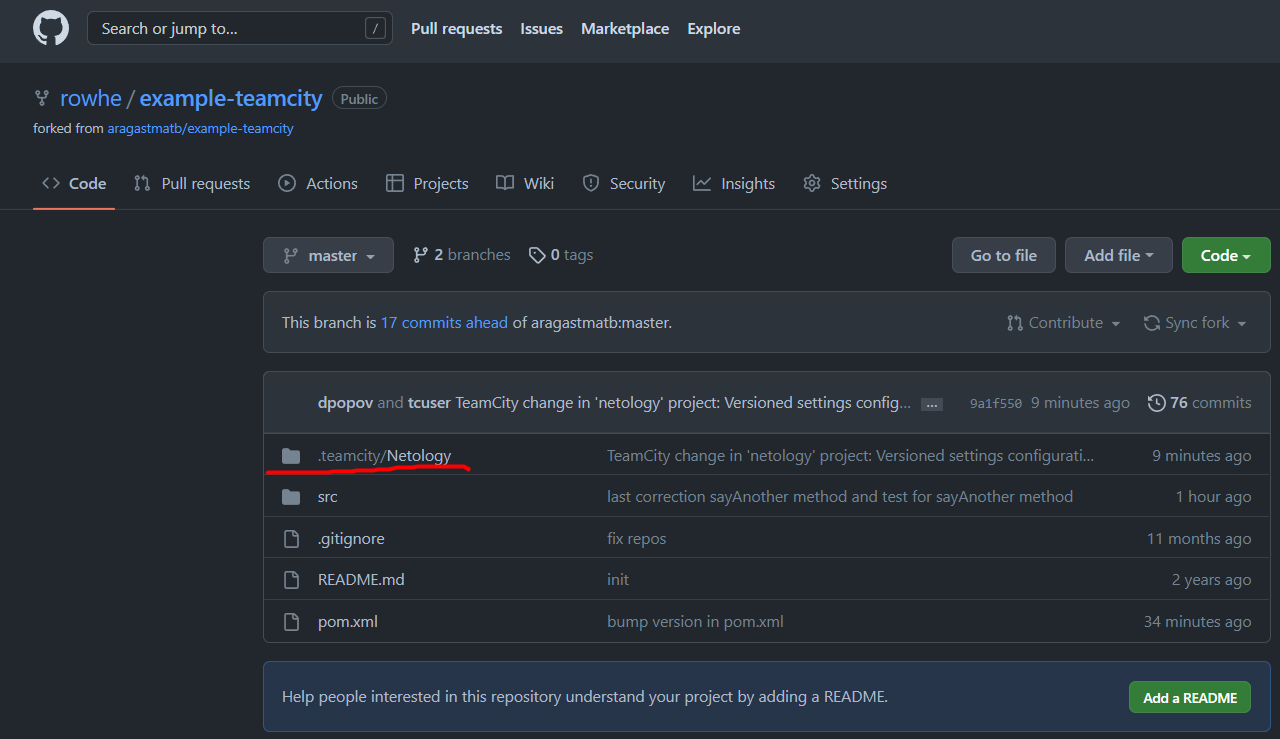 Search or jump to... /
Pull requests Issues Marketplace Explore
rowhe / example-teamcity Public
forked from aragastmatb/example-teamcity
Code Pull requests Actions Projects Wiki Security Insights Settings
master 2 branches 0 tags Go to file Add file Code
This branch is 17 commits ahead of aragastmatb:master. Contribute Sync fork
dpopov and tcuser TeamCity change in 'netology' project: Versioned settings config... ... 9a1f550 9 minutes ago 76 commits
.teamcity/Netology TeamCity change in 'netology' project: Versioned settings configurati... 9 minutes ago
src last correction sayAnother method and test for sayAnother method 1 hour ago
.gitignore fix repos 11 months ago
README.md init 2 years ago
pom.xml bump version in pom.xml 34 minutes ago
Help people interested in this repository understand your project by adding a README. Add a README